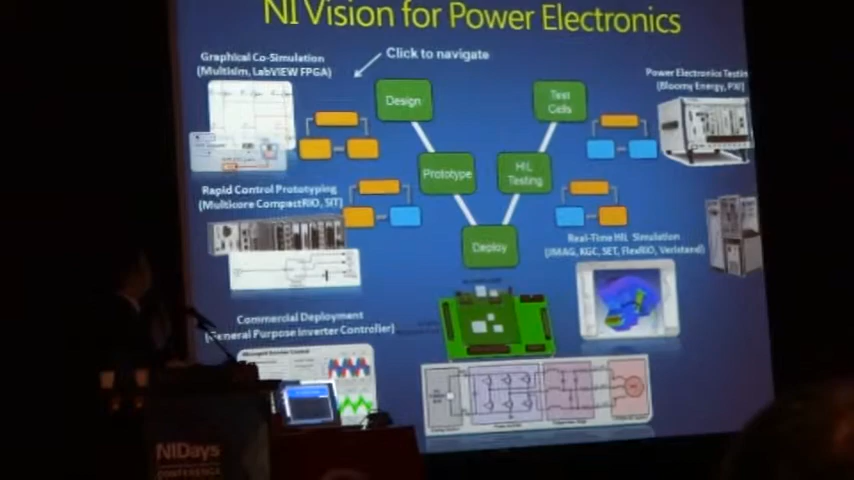 NI Vision for Power Electronics
Graphical Co-Simulation
(Multisim, LabVIEW FPGA)
Click to navigate
Power Electronics Testin
(Bloomy Energy, PXI)
Design
Test
Cells
Prototype
HIL
Testing
Rapid Control Prototyping
(Multicore CompactRIO, SIT)
Deploy
Real-Time HIL Simulation
(JMAG, KGC, SET, FlexRIO, Veristand)
Commercial Deployment
(General Purpose Inverter Controller)
NIDays
CONFERENCE